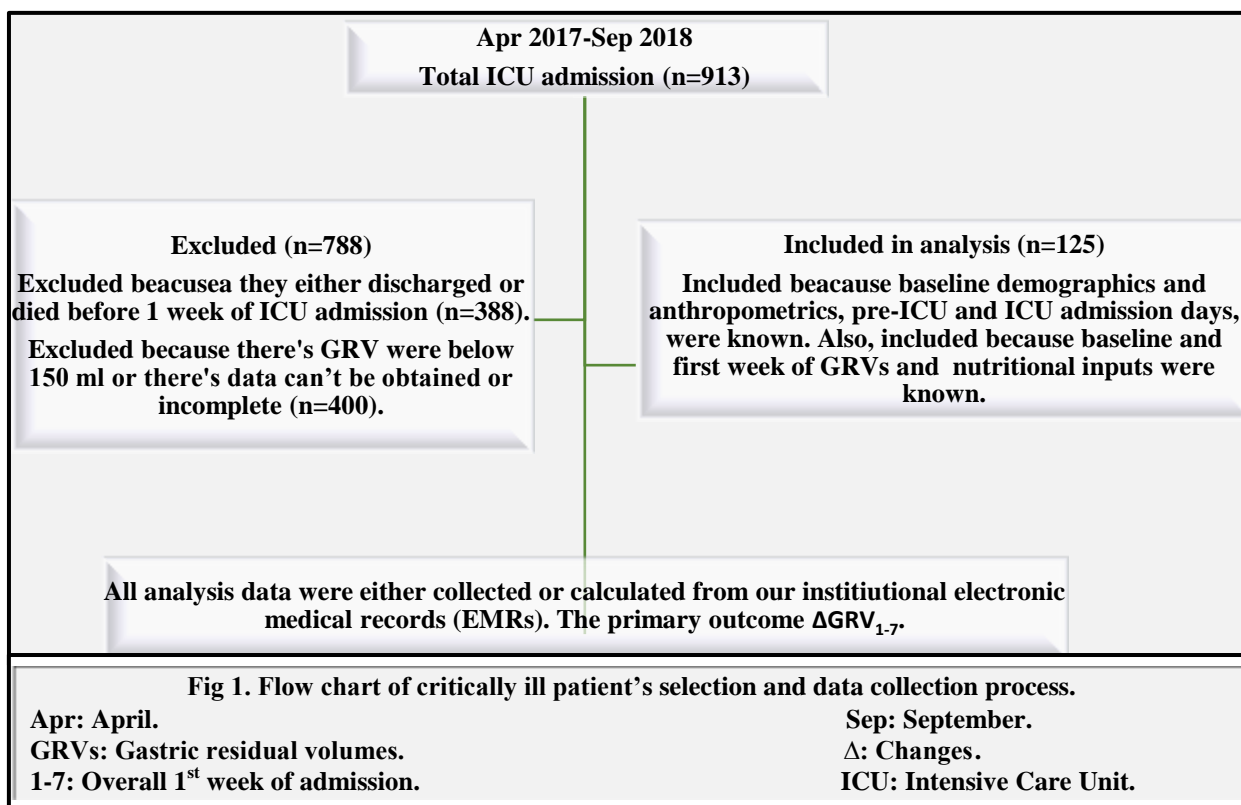 Apr 2017-Sep 2018
Total ICU admission (n=913)
Excluded (n=788)
Excluded beacusea they either discharged or
died before 1 week of ICU admission (n=388).
Excluded because there's GRV were below
150 ml or there's data can’t be obtained or
incomplete (n=400).
Included in analysis (n=125)
Included beacause baseline demographics and
anthropometrics, pre-ICU and ICU admission days,
were known. Also, included because baseline and
first week of GRVs and nutritional inputs were
known.
All analysis data were either collected or calculated from our institiutional electronic
medical records (EMRs). The primary outcome ΔGRV1-7.
Fig 1. Flow chart of critically ill patient’s selection and data collection process.
Apr: April. Sep: September.
GRVs: Gastric residual volumes. Δ: Changes.
1-7: Overall 1st week of admission. ICU: Intensive Care Unit.